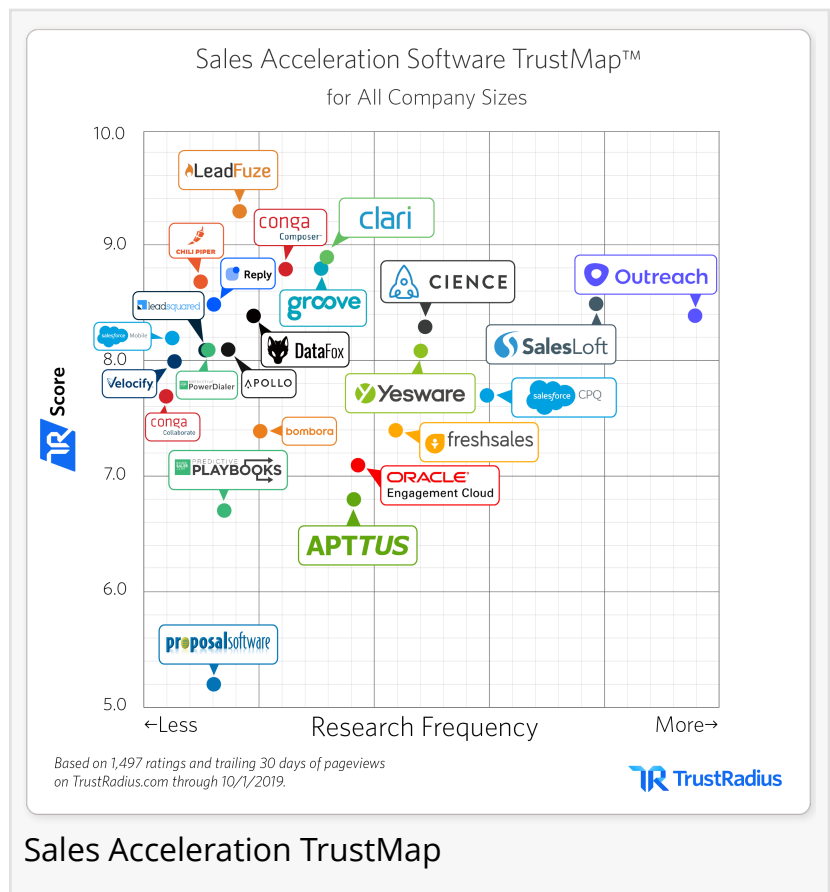 Sales Acceleration Software TrustMap™
for All Company Sizes
10.0
LeadFuze
conga
Composer™
clari
CHILI PIPER
9.0
Reply
CIENCE
Outreach
groove
leadsquared
salesforce Mobile
DataFox
SalesLoft
8.0
Velocify
PowerDialer
APOLLO
Yesware
salesforce CPQ
TR Score
conga
Collaborate
bombora
freshsales
PREDICTIVE
PLAYBOOKS
7.0
ORACLE®
Engagement Cloud
APTTUS
6.0
proposalsoftware
5.0
←Less
Research Frequency
More→
Based on 1,497 ratings and trailing 30 days of pageviews
on TrustRadius.com through 10/1/2019.
TR TrustRadius
Sales Acceleration TrustMap